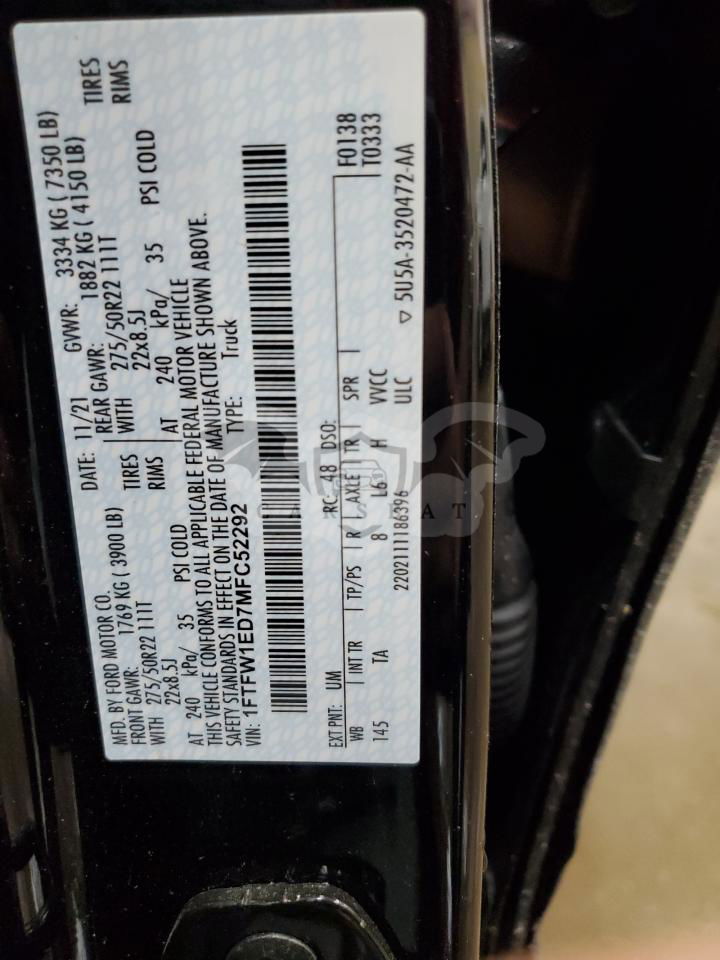 MFD. BY FORD MOTOR CO.
DATE: 11/21 GVWR: 3334 KG ( 7350 LB)
FRONT GAWR: 1769 KG ( 3900 LB) REAR GAWR: 1882 KG ( 4150 LB)
WITH 275/50R22 111T TIRES WITH 275/50R22 111T TIRES
22x8.5J RIMS 22x8.5J RIMS
AT 240 kPa/ 35 PSI COLD AT 240 kPa/ 35 PSI COLD
THIS VEHICLE CONFORMS TO ALL APPLICABLE FEDERAL MOTOR VEHICLE
SAFETY STANDARDS IN EFFECT ON THE DATE OF MANUFACTURE SHOWN ABOVE.
VIN: 1FTFW1ED7MFC52292 TYPE: Truck
EXT PNT: UM RC: 48 DSO: F0138
WB INT TR TP/PS R AXLE TR SPR T0333
145 TA 8 L6 H VVCC
2202111186396 ULC ▽ 5U5A-3520472-AA
CARSFAT